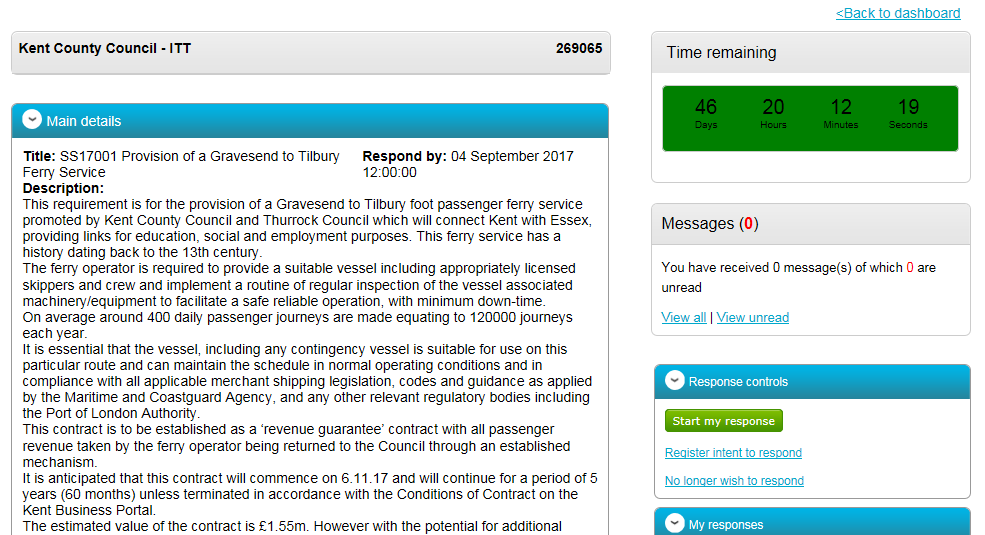 <Back to dashboard
Kent County Council - ITT 269065
Main details
Title: SS17001 Provision of a Gravesend to Tilbury
Ferry Service
Respond by: 04 September 2017
12:00:00
Description:
This requirement is for the provision of a Gravesend to Tilbury foot passenger ferry service
promoted by Kent County Council and Thurrock Council which will connect Kent with Essex,
providing links for education, social and employment purposes. This ferry service has a
history dating back to the 13th century.
The ferry operator is required to provide a suitable vessel including appropriately licensed
skippers and crew and implement a routine of regular inspection of the vessel associated
machinery/equipment to facilitate a safe reliable operation, with minimum down-time.
On average around 400 daily passenger journeys are made equating to 120000 journeys
each year.
It is essential that the vessel, including any contingency vessel is suitable for use on this
particular route and can maintain the schedule in normal operating conditions and in
compliance with all applicable merchant shipping legislation, codes and guidance as applied
by the Maritime and Coastguard Agency, and any other relevant regulatory bodies including
the Port of London Authority.
This contract is to be established as a ‘revenue guarantee’ contract with all passenger
revenue taken by the ferry operator being returned to the Council through an established
mechanism.
It is anticipated that this contract will commence on 6.11.17 and will continue for a period of 5
years (60 months) unless terminated in accordance with the Conditions of Contract on the
Kent Business Portal.
The estimated value of the contract is £1.55m. However with the potential for additional
Time remaining
46 20 12 19
Days Hours Minutes Seconds
Messages (0)
You have received 0 message(s) of which 0 are
unread
View all | View unread
Response controls
Start my response
Register intent to respond
No longer wish to respond
My responses